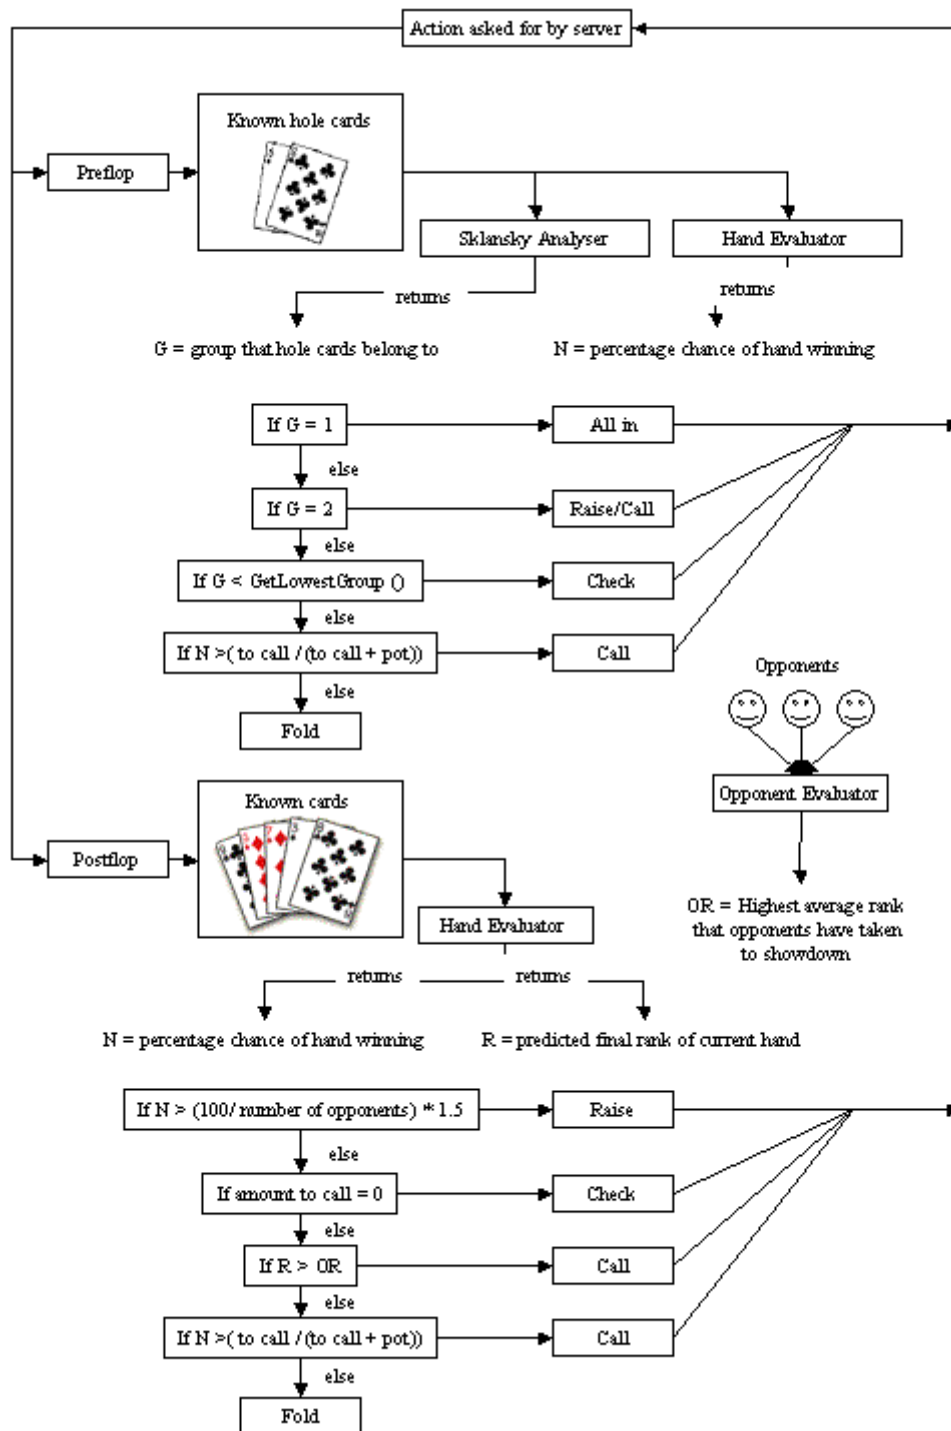 Action asked for by server
Known hole cards
Preflop
Sklansky Analyser
Hand Evaluator
returns
returns
G = group that hole cards belong to
N = percentage chance of hand winning
If G = 1
All in
else
If G = 2
Raise/Call
else
If G < GetLowestGroup ()
Check
else
If N >( to call / (to call + pot))
Call
else
Fold
Opponents
Opponent Evaluator
OR = Highest average rank
that opponents have taken
to showdown
Known cards
Postflop
Hand Evaluator
returns
returns
N = percentage chance of hand winning
R = predicted final rank of current hand
If N > (100/ number of opponents) * 1.5
Raise
else
If amount to call = 0
Check
else
If R > OR
Call
else
If N >( to call / (to call + pot))
Call
else
Fold